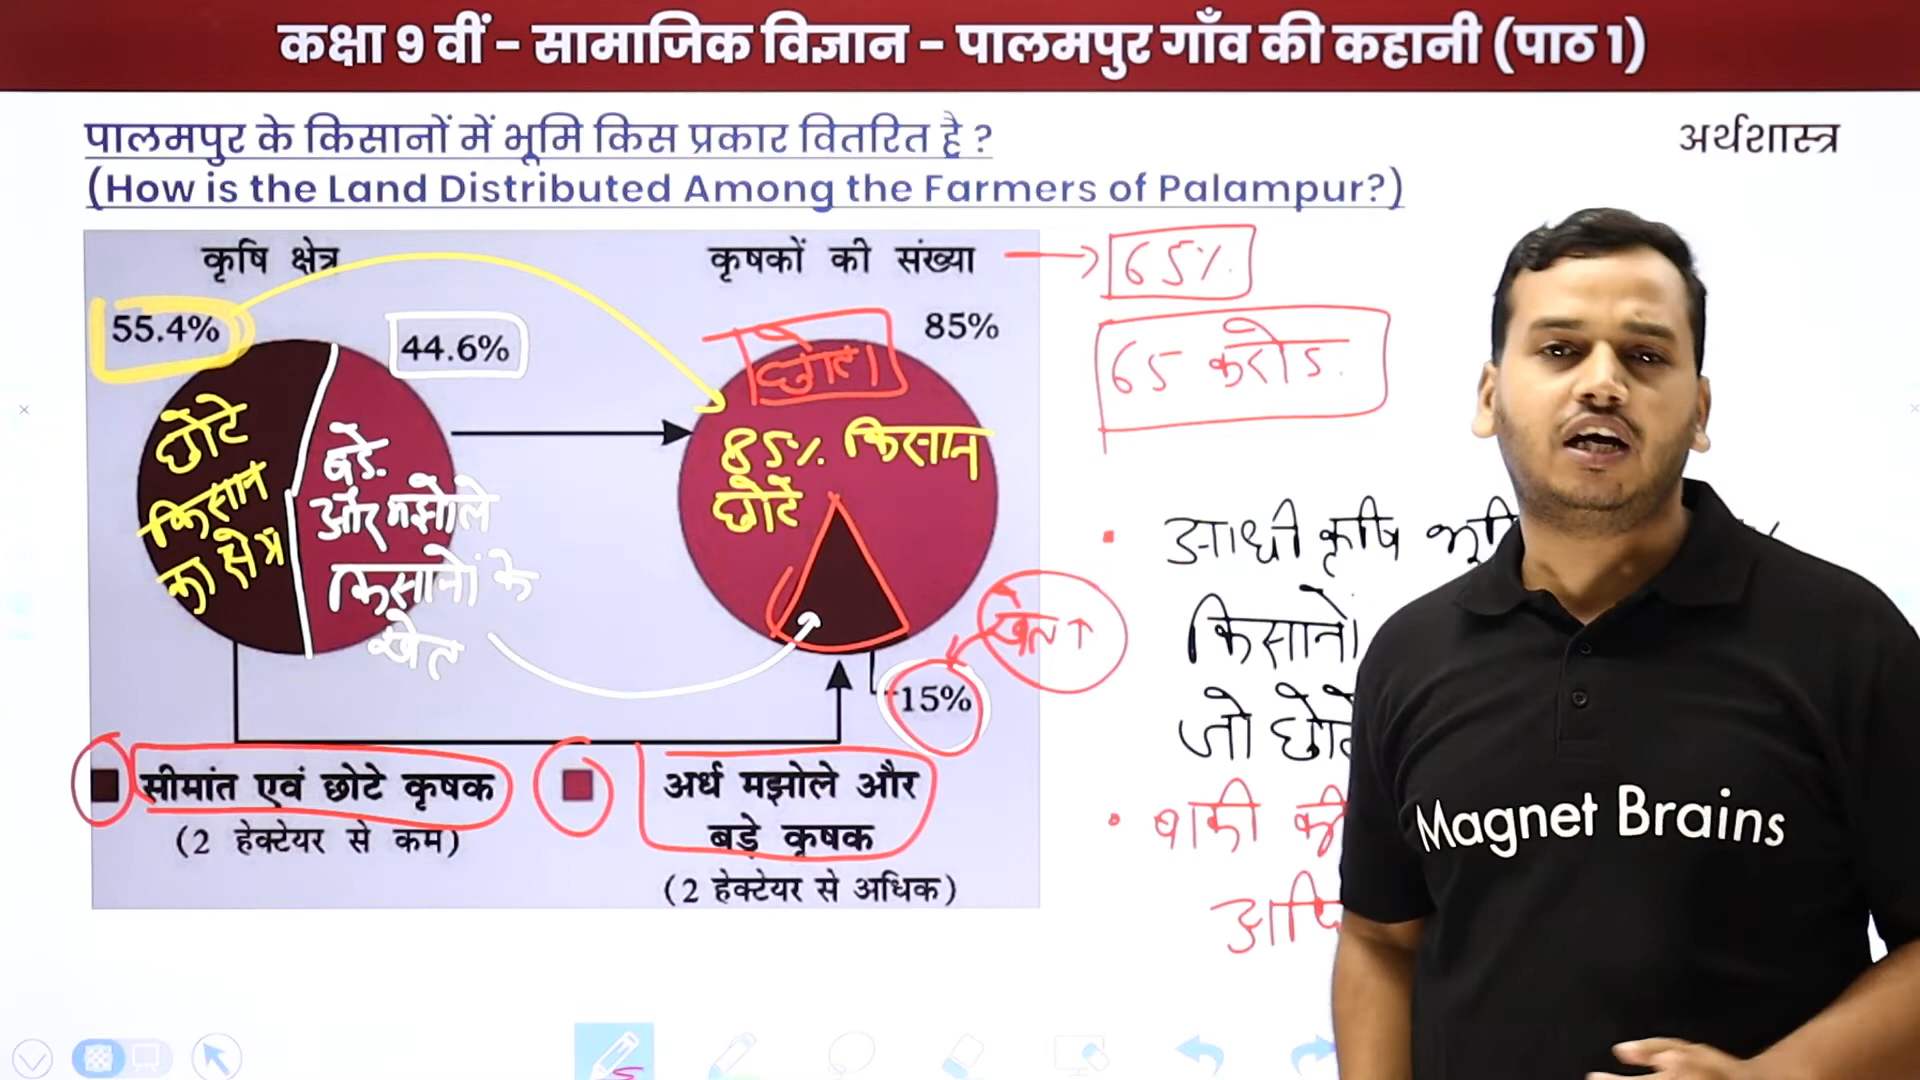 कक्षा 9 वीं - सामाजिक विज्ञान - पालमपुर गाँव की कहानी (पाठ 1)
पालमपुर के किसानों में भूमि किस प्रकार वितरित है ?
(How is the Land Distributed Among the Farmers of Palampur?)
अर्थशास्त्र
कृषि क्षेत्र
कृषकों की संख्या
65%
55.4%
44.6%
85%
छोटा
65 करोड़
छोटे
किसान
का क्षेत्र
बड़े
और मझोले
किसानों के
खेत
85% किसान
छोटे
15%
खेत ↑
सीमांत एवं छोटे कृषक
(2 हेक्टेयर से कम)
अर्ध मझोले और
बड़े कृषक
(2 हेक्टेयर से अधिक)
• आधी कृषि
किसानों
जो
• बाकी
Magnet Brains